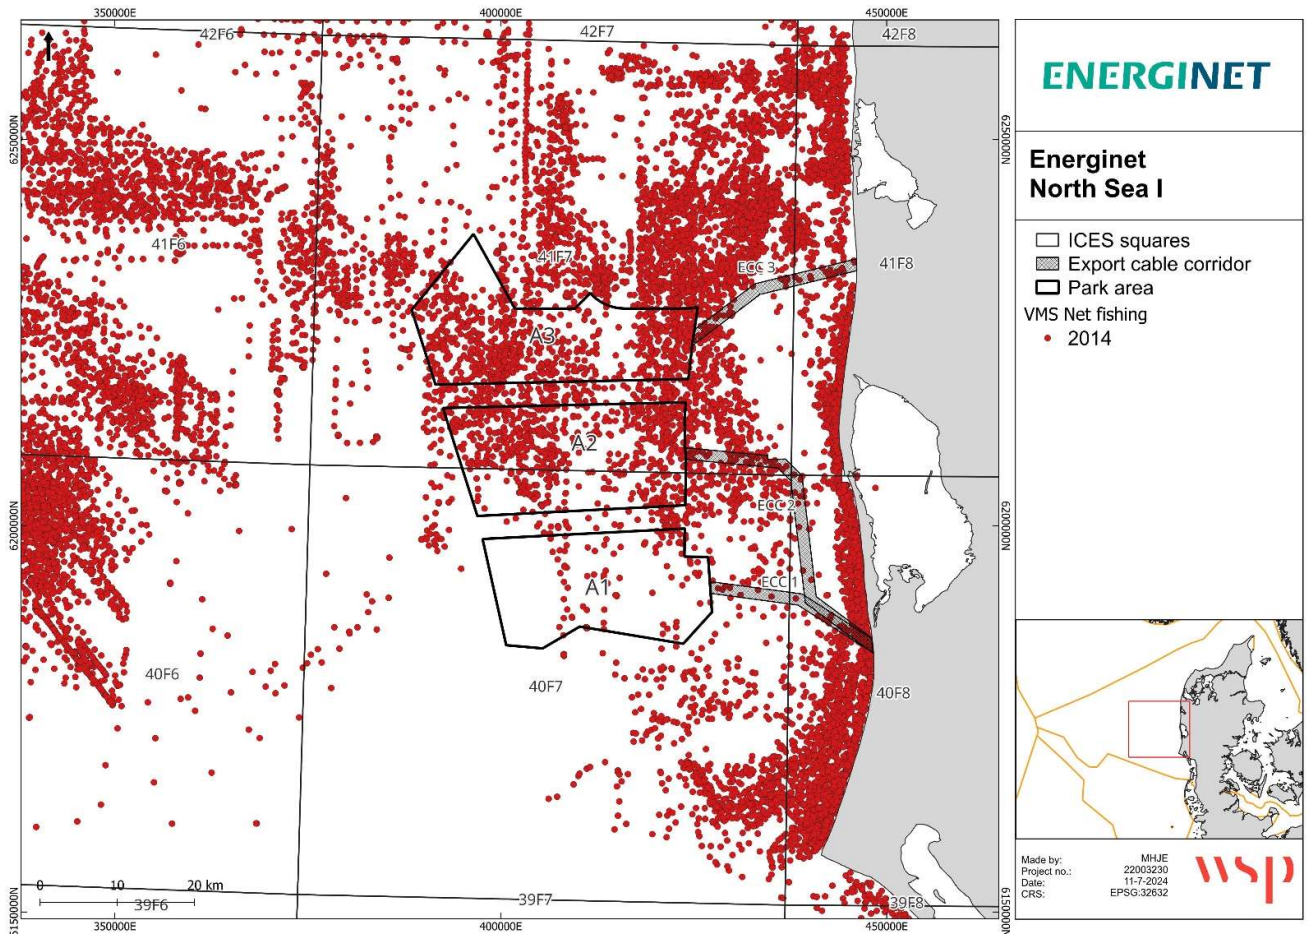 350000E
400000E
450000E
42F6
42F7
42F8
6250000N
6250000N
41F6
41F7
41F8
ECC 3
A3
A2
6200000N
6200000N
ECC 2
A1
ECC 1
40F6
40F7
40F8
0 10 20 km
39F6
39F7
39F8
6150000N
6150000N
350000E
400000E
450000E
ENERGINET
Energinet
North Sea I
ICES squares
Export cable corridor
Park area
VMS Net fishing
2014
Made by: MHJE
Project no.: 22003230
Date: 11-7-2024
CRS: EPSG:32632
wsp